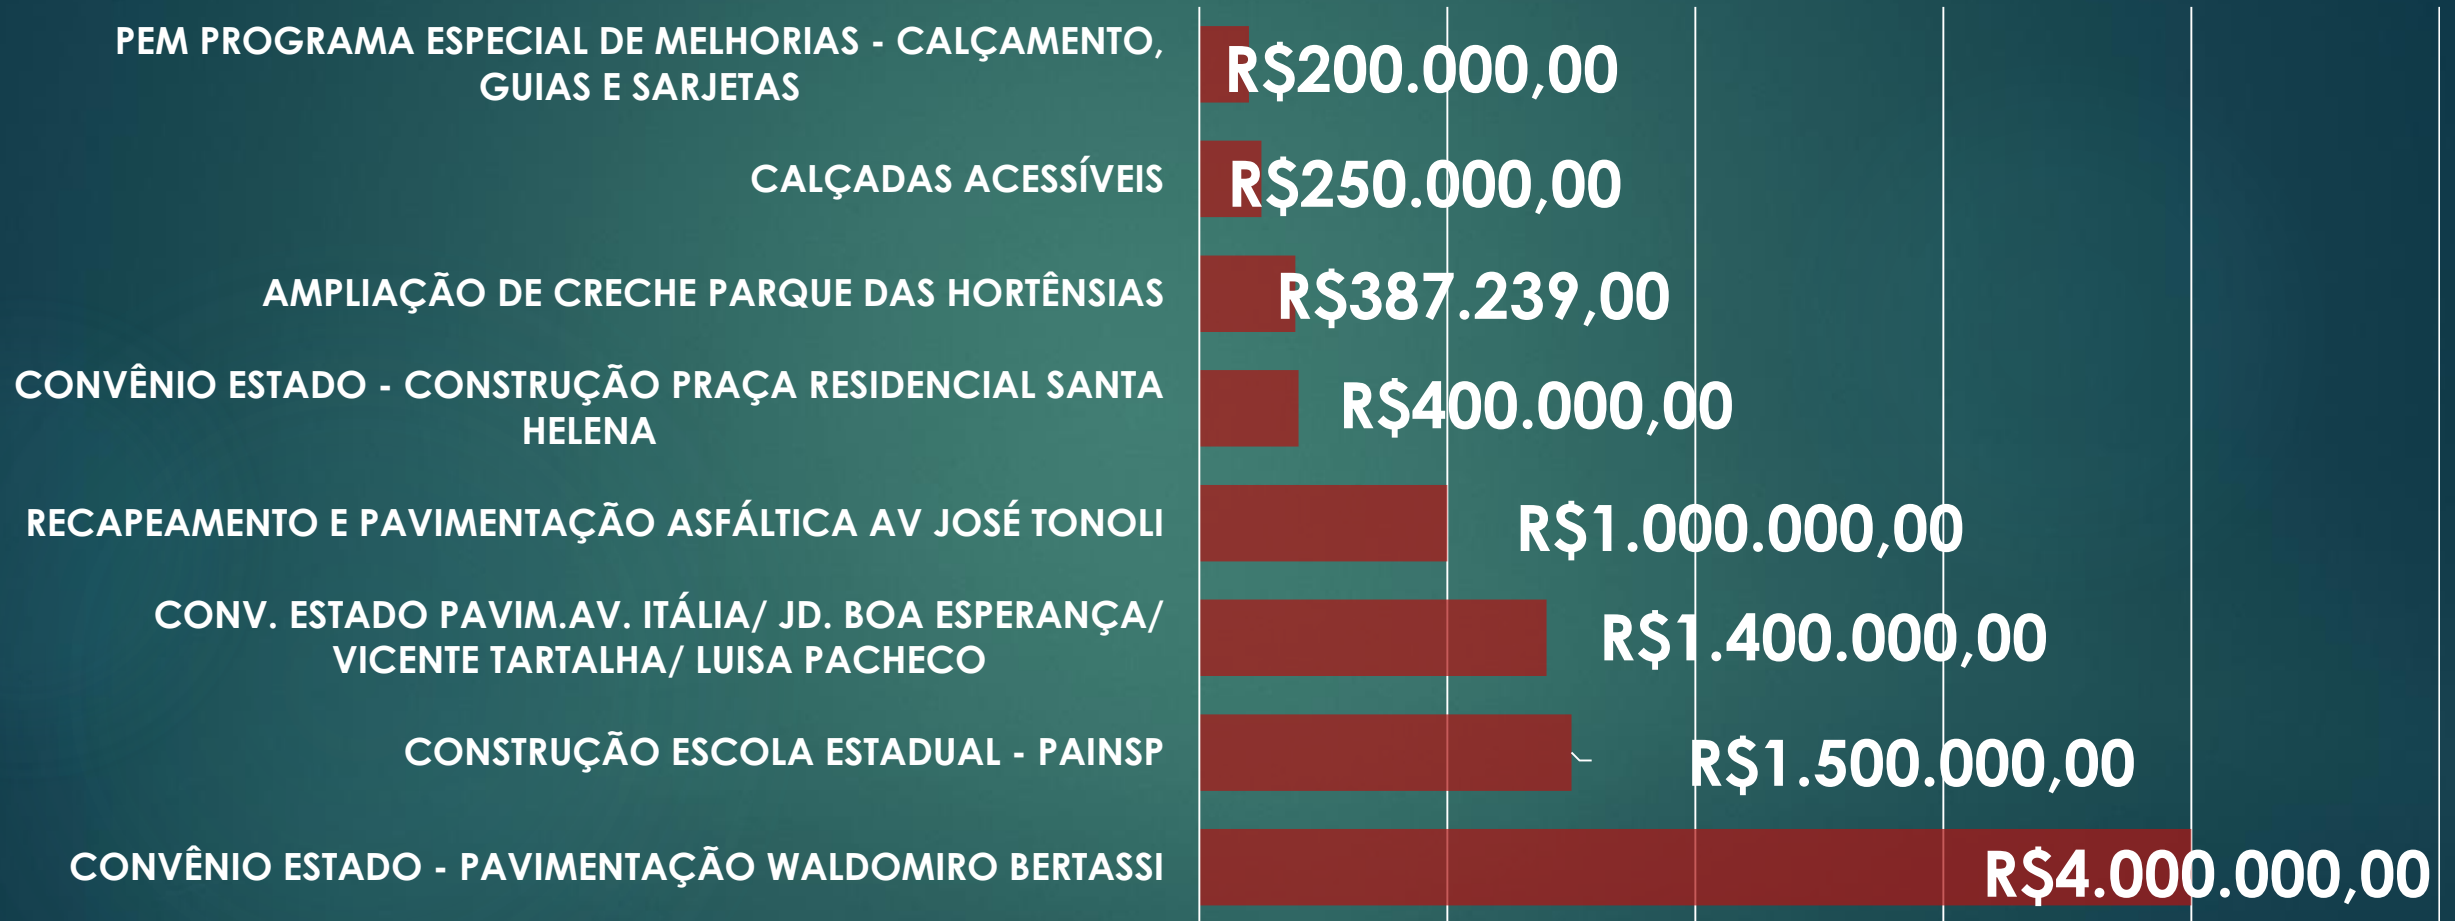 PEM PROGRAMA ESPECIAL DE MELHORIAS - CALÇAMENTO,
GUIAS E SARJETAS
R$200.000,00
CALÇADAS ACESSÍVEIS
R$250.000,00
AMPLIAÇÃO DE CRECHE PARQUE DAS HORTÊNSIAS
R$387.239,00
CONVÊNIO ESTADO - CONSTRUÇÃO PRAÇA RESIDENCIAL SANTA
HELENA
R$400.000,00
RECAPEAMENTO E PAVIMENTAÇÃO ASFÁLTICA AV JOSÉ TONOLI
R$1.000.000,00
CONV. ESTADO PAVIM.AV. ITÁLIA/ JD. BOA ESPERANÇA/
VICENTE TARTALHA/ LUISA PACHECO
R$1.400.000,00
CONSTRUÇÃO ESCOLA ESTADUAL - PAINSP
R$1.500.000,00
CONVÊNIO ESTADO - PAVIMENTAÇÃO WALDOMIRO BERTASSI
R$4.000.000,00